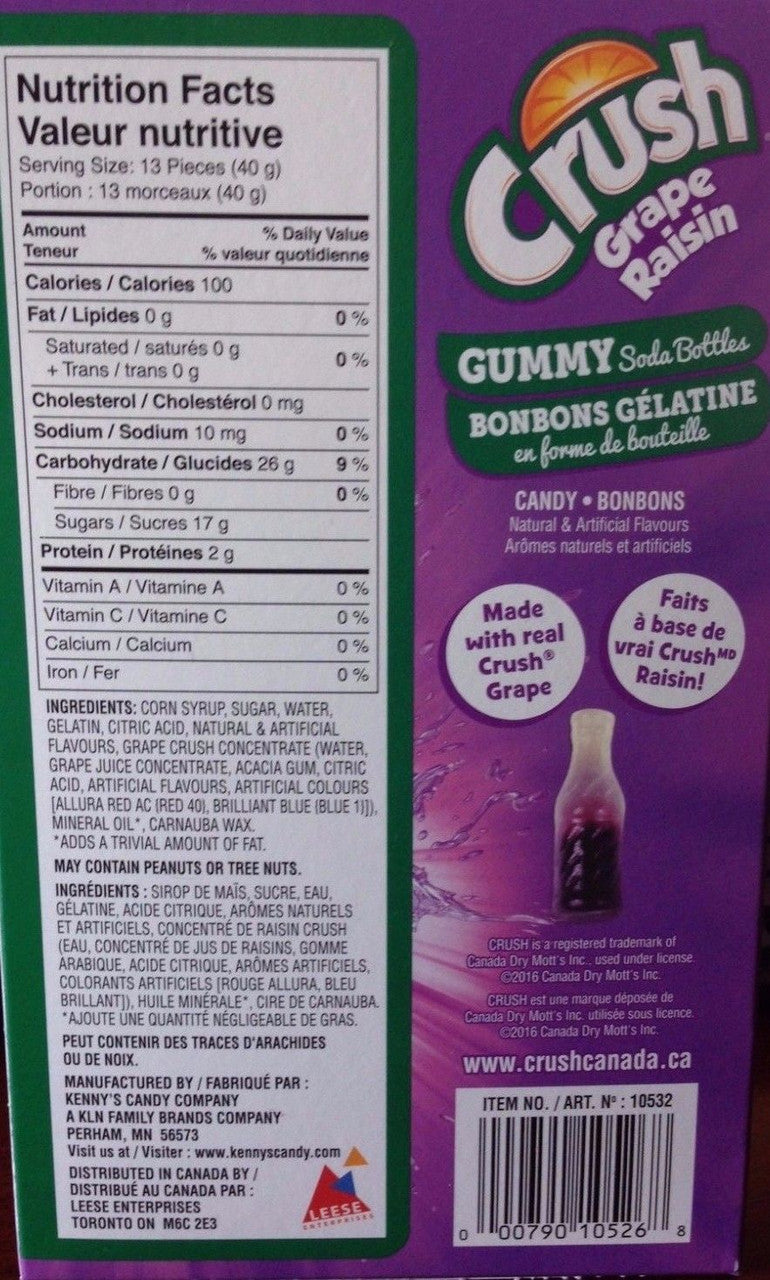 Nutrition Facts
Valeur nutritive
Serving Size: 13 Pieces (40 g)
Portion : 13 morceaux (40 g)
Amount % Daily Value
Teneur % valeur quotidienne
Calories / Calories 100
Fat / Lipides 0 g 0 %
Saturated / saturés 0 g
+ Trans / trans 0 g 0 %
Cholesterol / Cholestérol 0 mg
Sodium / Sodium 10 mg 0 %
Carbohydrate / Glucides 26 g 9 %
Fibre / Fibres 0 g 0 %
Sugars / Sucres 17 g
Protein / Protéines 2 g
Vitamin A / Vitamine A 0 %
Vitamin C / Vitamine C 0 %
Calcium / Calcium 0 %
Iron / Fer 0 %
INGREDIENTS: CORN SYRUP, SUGAR, WATER,
GELATIN, CITRIC ACID, NATURAL & ARTIFICIAL
FLAVOURS, GRAPE CRUSH CONCENTRATE (WATER,
GRAPE JUICE CONCENTRATE, ACACIA GUM, CITRIC
ACID, ARTIFICIAL FLAVOURS, ARTIFICIAL COLOURS
[ALLURA RED AC (RED 40), BRILLIANT BLUE (BLUE 1)]),
MINERAL OIL*, CARNAUBA WAX.
*ADDS A TRIVIAL AMOUNT OF FAT.
MAY CONTAIN PEANUTS OR TREE NUTS.
INGRÉDIENTS : SIROP DE MAÏS, SUCRE, EAU,
GÉLATINE, ACIDE CITRIQUE, ARÔMES NATURELS
ET ARTIFICIELS, CONCENTRÉ DE RAISIN CRUSH
(EAU, CONCENTRÉ DE JUS DE RAISINS, GOMME
ARABIQUE, ACIDE CITRIQUE, ARÔMES ARTIFICIELS,
COLORANTS ARTIFICIELS [ROUGE ALLURA, BLEU
BRILLANT]), HUILE MINÉRALE*, CIRE DE CARNAUBA.
*AJOUTE UNE QUANTITÉ NÉGLIGEABLE DE GRAS.
PEUT CONTENIR DES TRACES D'ARACHIDES
OU DE NOIX.
MANUFACTURED BY / FABRIQUÉ PAR :
KENNY'S CANDY COMPANY
A KLN FAMILY BRANDS COMPANY
PERHAM, MN 56573
Visit us at / Visiter : www.kennyscandy.com
DISTRIBUTED IN CANADA BY /
DISTRIBUÉ AU CANADA PAR :
LEESE ENTERPRISES
TORONTO ON M6C 2E3
LEESE
ENTERPRISES
Crush
Grape
Raisin
GUMMY Soda Bottles
BONBONS GÉLATINE
en forme de bouteille
CANDY • BONBONS
Natural & Artificial Flavours
Arômes naturels et artificiels
Made
with real
Crush®
Grape
Faits
à base de
vrai CrushMD
Raisin!
CRUSH is a registered trademark of
Canada Dry Mott's Inc., used under license.
©2016 Canada Dry Mott's Inc.
CRUSH est une marque déposée de
Canada Dry Mott's Inc. utilisée sous licence.
©2016 Canada Dry Mott's Inc.
www.crushcanada.ca
ITEM NO. / ART. Nº : 10532
0 00790 10526 8